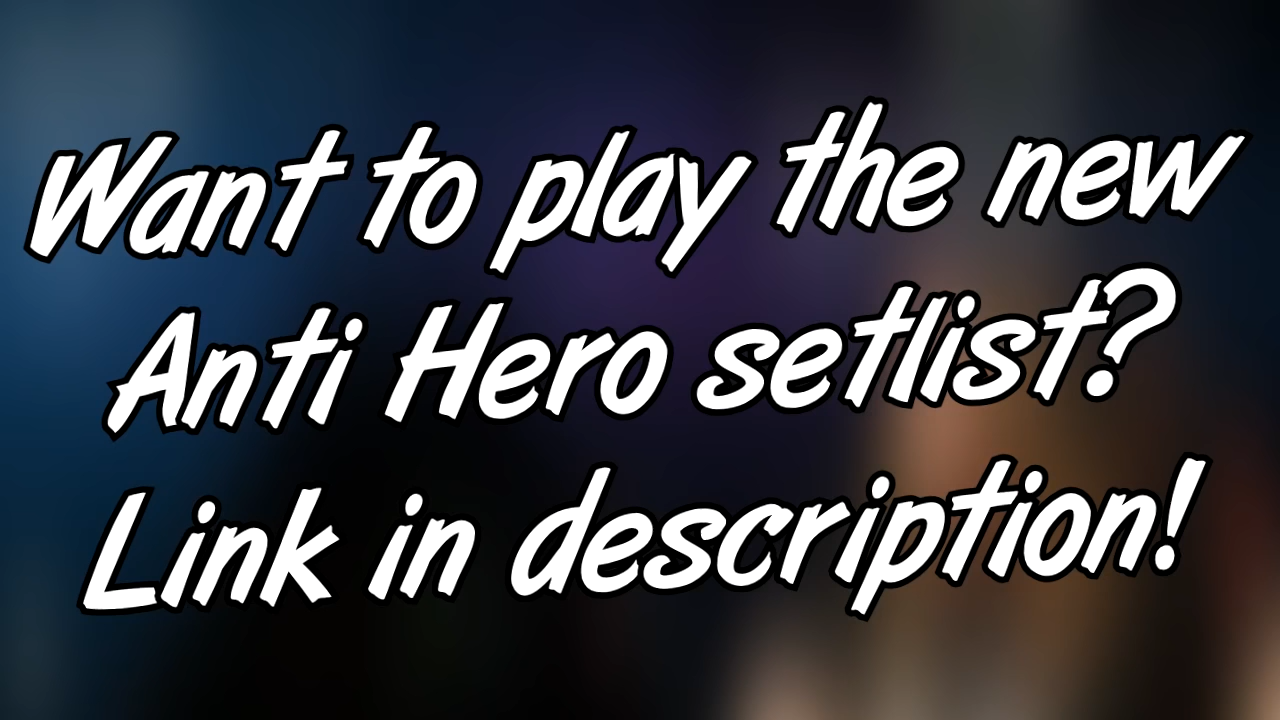 Want to play the new
Anti Hero setlist?
Link in description!